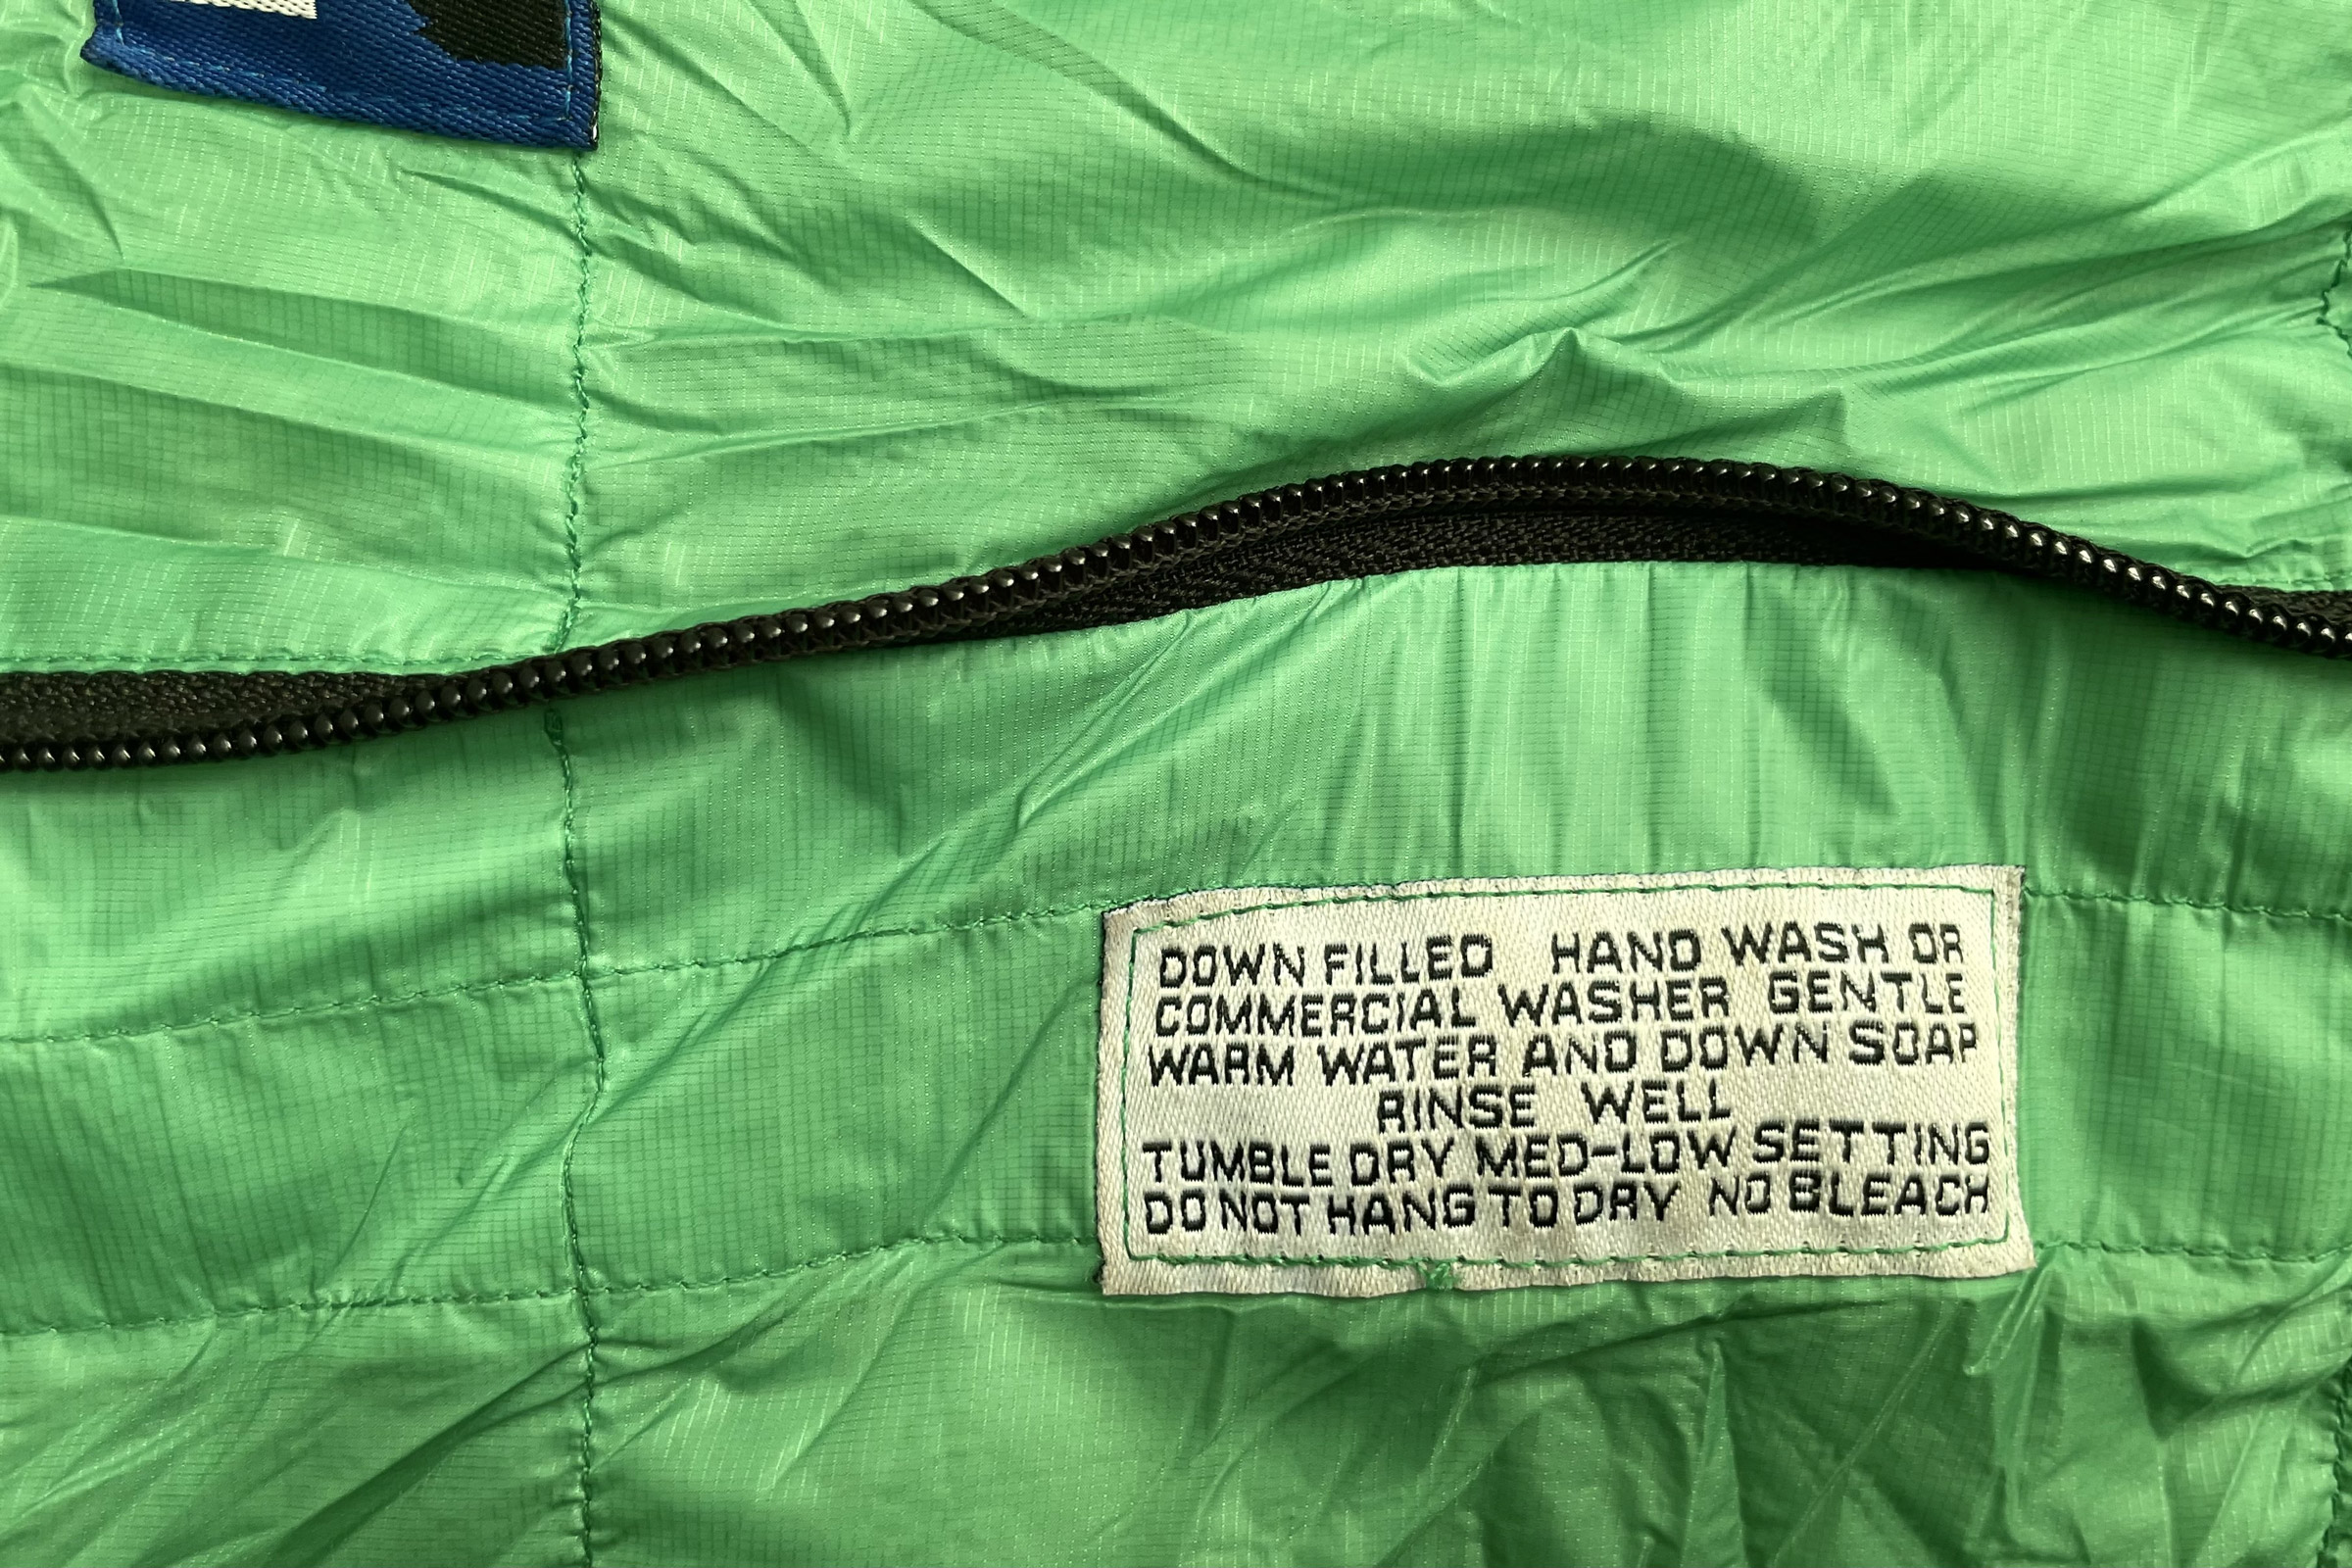 DOWN FILLED HAND WASH OR
COMMERCIAL WASHER GENTLE
WARM WATER AND DOWN SOAP
RINSE WELL
TUMBLE DRY MED-LOW SETTING
DO NOT HANG TO DRY NO BLEACH